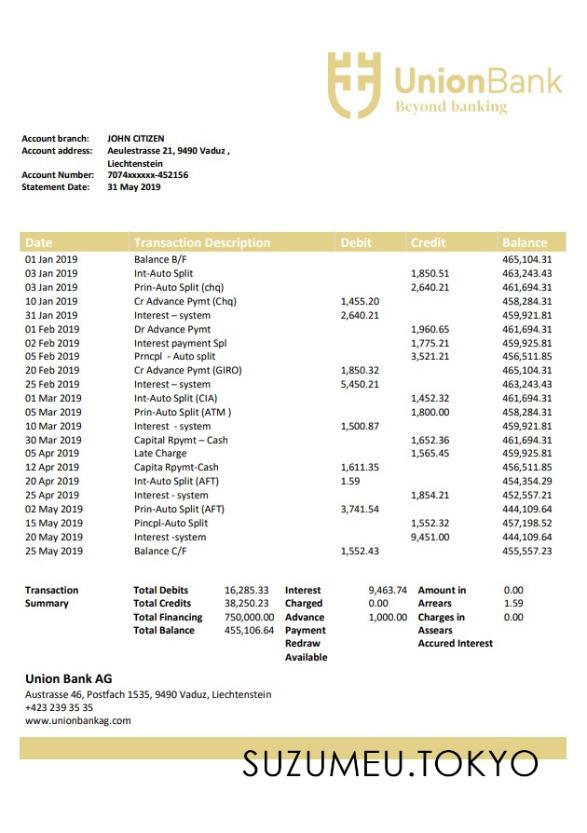 UnionBank
Beyond banking
Account branch: JOHN CITIZEN
Account address: Aeulestrasse 21, 9490 Vaduz ,
Liechtenstein
Account Number: 7074xxxxxx-452156
Statement Date: 31 May 2019
Date Transaction Description Debit Credit Balance
01 Jan 2019 Balance B/F 465,104.31
03 Jan 2019 Int-Auto Split 1,850.51 463,243.43
03 Jan 2019 Prin-Auto Split (chq) 2,640.21 461,694.31
10 Jan 2019 Cr Advance Pymt (Chq) 1,455.20 458,284.31
31 Jan 2019 Interest – system 2,640.21 459,921.81
01 Feb 2019 Dr Advance Pymt 1,960.65 461,694.31
02 Feb 2019 Interest payment Spl 1,775.21 459,925.81
05 Feb 2019 Prncpl - Auto split 3,521.21 456,511.85
20 Feb 2019 Cr Advance Pymt (GIRO) 1,850.32 465,104.31
25 Feb 2019 Interest – system 5,450.21 463,243.43
01 Mar 2019 Int-Auto Split (CIA) 1,452.32 461,694.31
05 Mar 2019 Prin-Auto Split (ATM ) 1,800.00 458,284.31
10 Mar 2019 Interest - system 1,500.87 459,921.81
30 Mar 2019 Capital Rpymt – Cash 1,652.36 461,694.31
05 Apr 2019 Late Charge 1,565.45 459,925.81
12 Apr 2019 Capita Rpymt-Cash 1,611.35 456,511.85
20 Apr 2019 Int-Auto Split (AFT) 1.59 454,354.29
25 Apr 2019 Interest - system 1,854.21 452,557.21
02 May 2019 Prin-Auto Split (AFT) 3,741.54 444,109.64
15 May 2019 Pincpl-Auto Split 1,552.32 457,198.52
20 May 2019 Interest -system 9,451.00 444,109.64
25 May 2019 Balance C/F 1,552.43 455,557.23
Transaction Total Debits 16,285.33 Interest 9,463.74 Amount in 0.00
Summary Total Credits 38,250.23 Charged 0.00 Arrears 1.59
Total Financing 750,000.00 Advance 1,000.00 Charges in 0.00
Total Balance 455,106.64 Payment Assears
Redraw Accured Interest
Available
Union Bank AG
Austrasse 46, Postfach 1535, 9490 Vaduz, Liechtenstein
+423 239 35 35
www.unionbankag.com
SUZUMEU.TOKYO